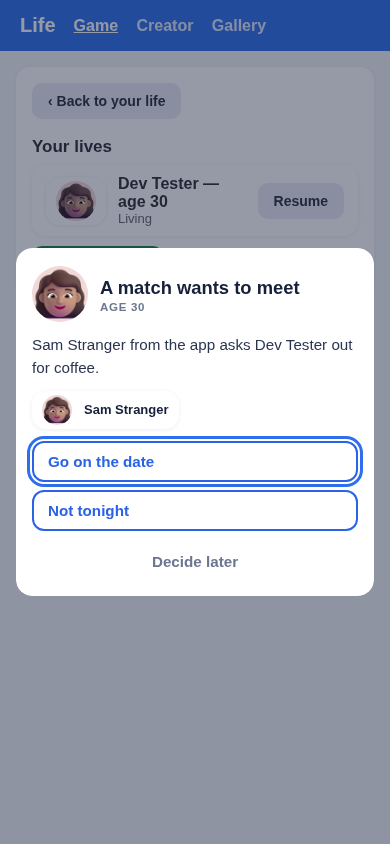 Life Game Creator Gallery
‹ Back to your life
Your lives
Dev Tester —
age 30
Living
Resume
A match wants to meet
AGE 30
Sam Stranger from the app asks Dev Tester out
for coffee.
Sam Stranger
Go on the date
Not tonight
Decide later